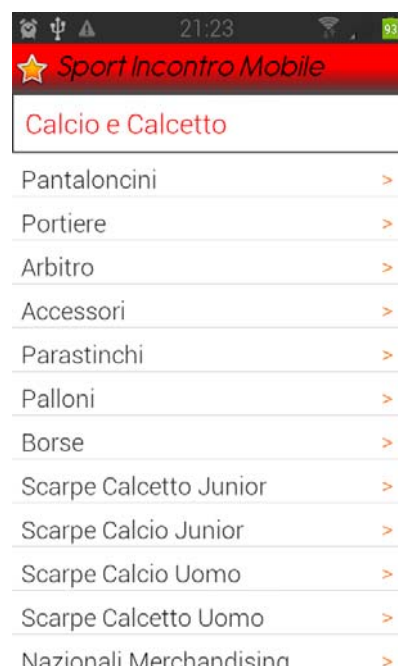 21:23
93
Sport Incontro Mobile
Calcio e Calcetto
Pantaloncini >
Portiere >
Arbitro >
Accessori >
Parastinchi >
Palloni >
Borse >
Scarpe Calcetto Junior >
Scarpe Calcio Junior >
Scarpe Calcio Uomo >
Scarpe Calcetto Uomo >
Nazionali Merchandising >